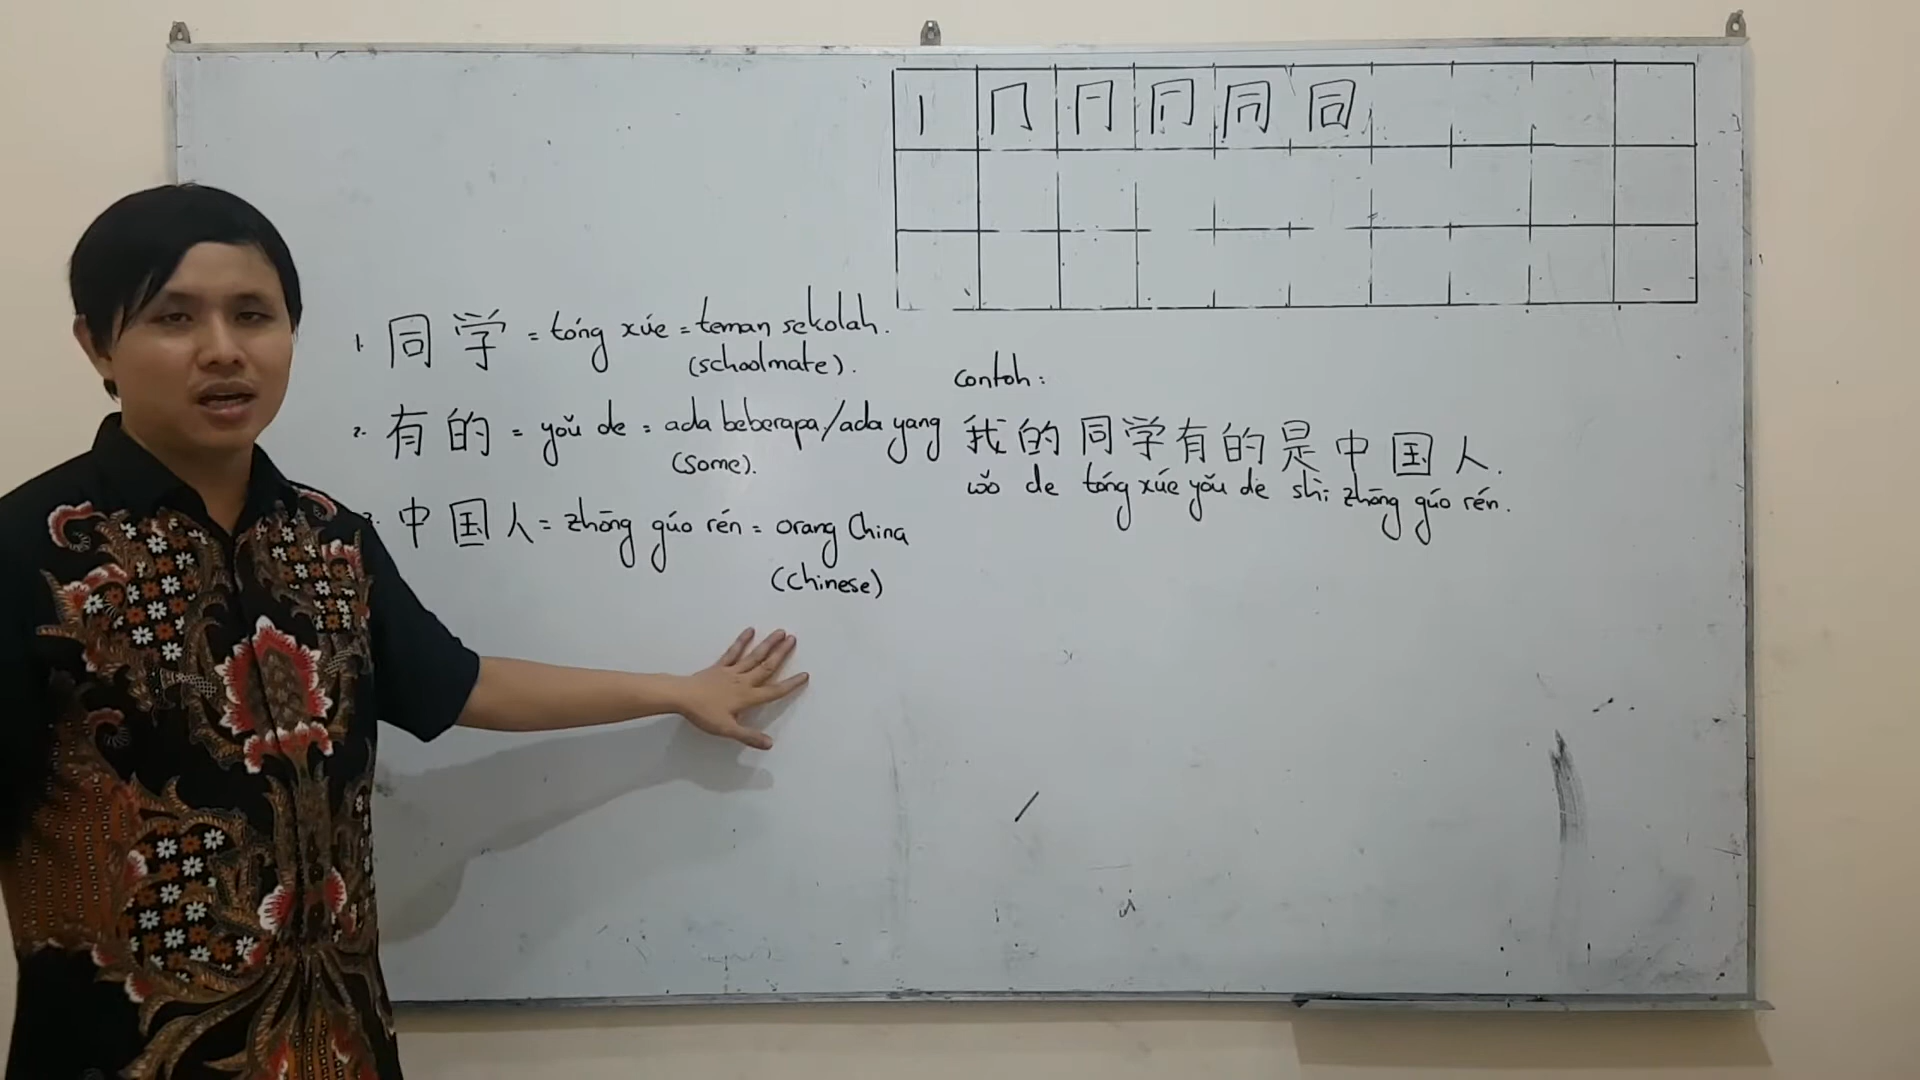 1. 同学 = tóng xúe = teman sekolah.
(schoolmate).
2. 有的 = yǒu de = ada beberapa/ada yang
(some).
3. 中国人 = zhōng gúo rén = orang China
(chinese)
丨 冂 𠔼 同 同
contoh:
我的同学有的是中国人.
wǒ de tóng xúe yǒu de shì zhōng gúo rén.